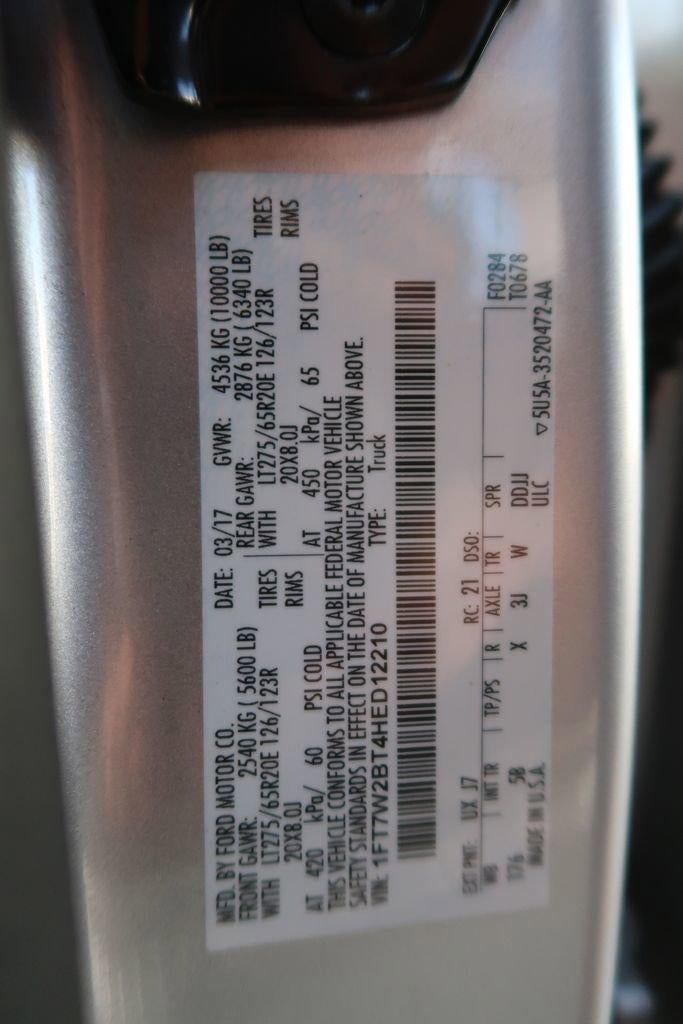 MFD. BY FORD MOTOR CO. DATE: 03/17 GVWR: 4536 KG (10000 LB)
FRONT GAWR: 2540 KG ( 5600 LB) REAR GAWR: 2876 KG ( 6340 LB)
WITH LT275/65R20E 126/123R TIRES WITH LT275/65R20E 126/123R TIRES
20X8.0J RIMS 20X8.0J RIMS
AT 420 kPa/ 60 PSI COLD AT 450 kPa/ 65 PSI COLD
THIS VEHICLE CONFORMS TO ALL APPLICABLE FEDERAL MOTOR VEHICLE
SAFETY STANDARDS IN EFFECT ON THE DATE OF MANUFACTURE SHOWN ABOVE.
VIN: 1FT7W2BT4HED12210 TYPE: Truck
EXT PNT: UX J7 RC: 21 DSO:
WB INT TR TP/PS R AXLE TR SPR F0284
176 5B X 3J W DDJJ T0678
MADE IN U.S.A. ULC ▽5U5A-3520472-AA